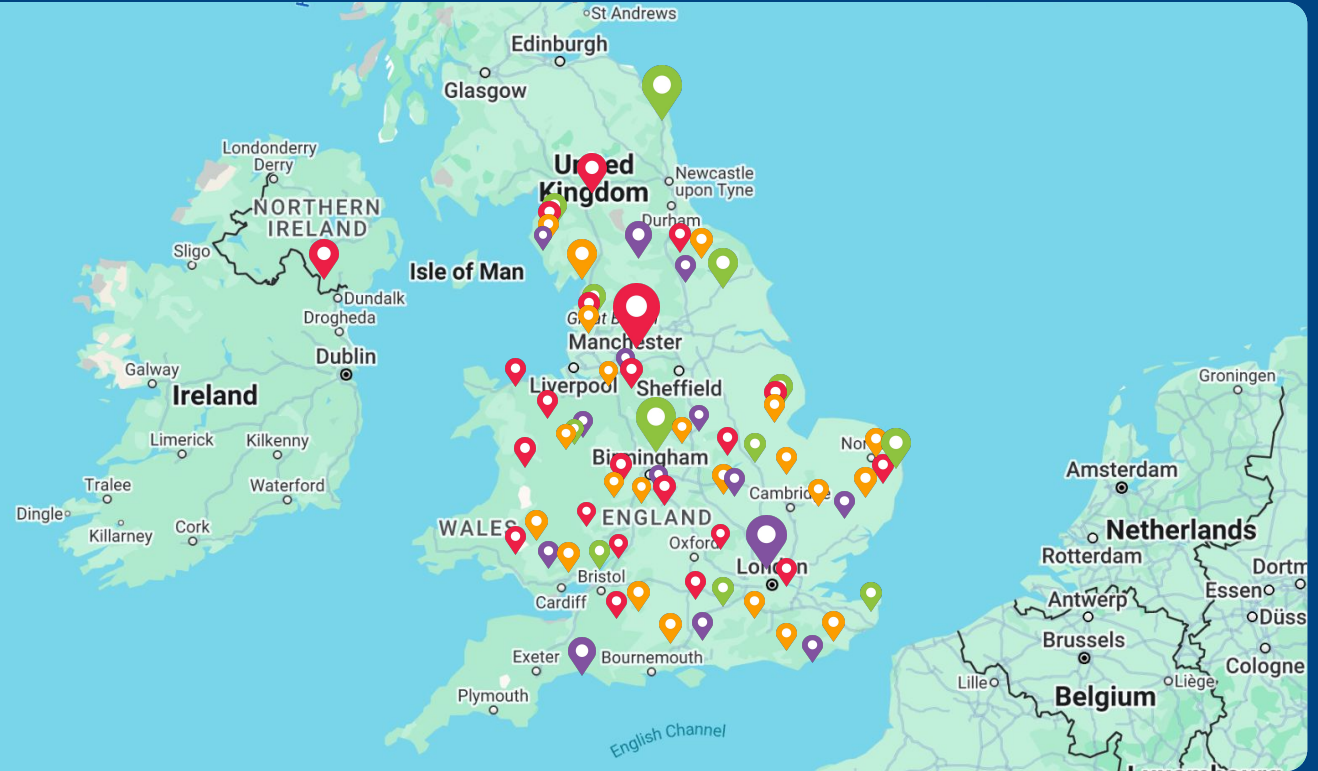 St Andrews
Edinburgh
Glasgow
Londonderry
Derry
United
Kingdom
Newcastle
upon Tyne
NORTHERN
IRELAND
Durham
Sligo
Isle of Man
Dundalk
Drogheda
Manchester
Dublin
Galway
Liverpool
Sheffield
Groningen
Ireland
Limerick
Kilkenny
Birmingham
Amsterdam
Tralee
Waterford
Cambridge
Dingle
Killarney
Cork
WALES
ENGLAND
Netherlands
Oxford
Rotterdam
London
Bristol
Cardiff
Essen
Antwerp
Brussels
Exeter
Bournemouth
Cologne
Lille
Liège
Plymouth
Belgium
English Channel